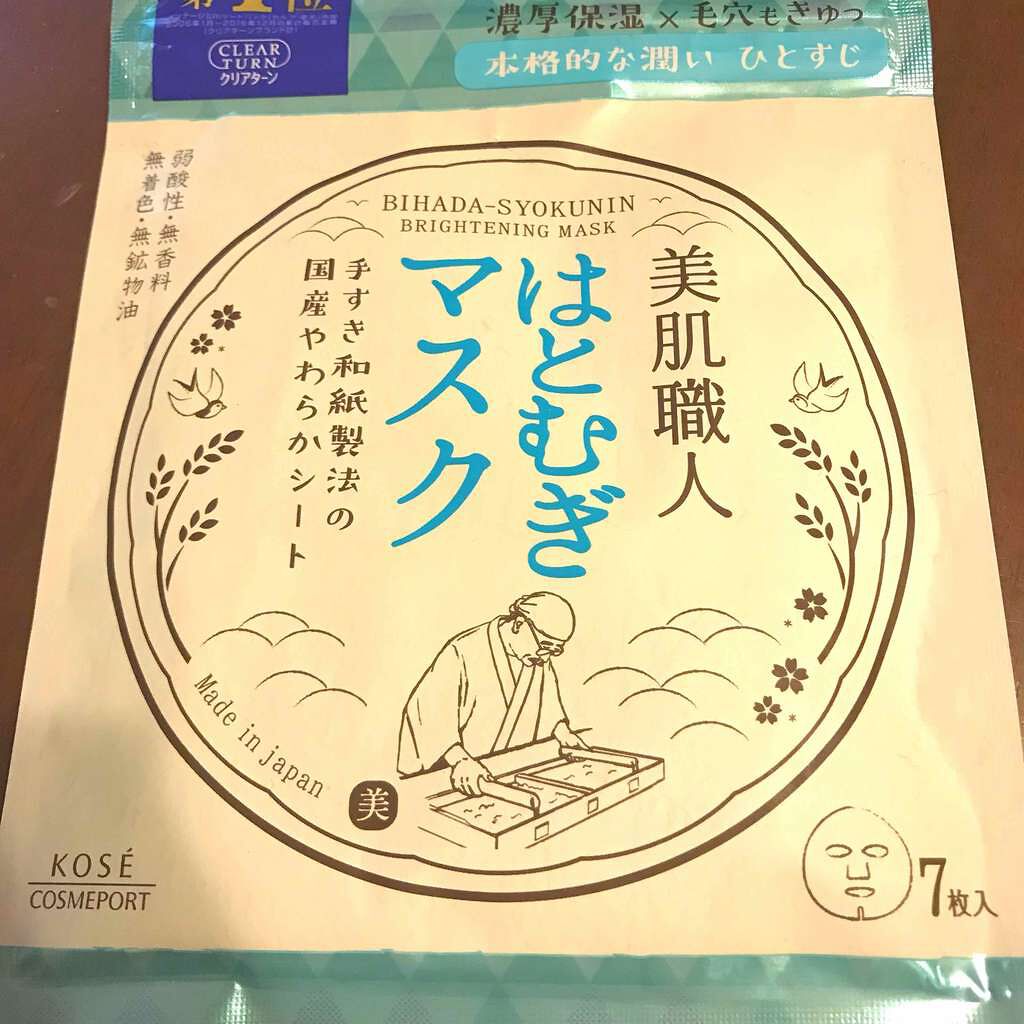 第1位
CLEAR
TURN
クリアターン
濃厚保湿×毛穴もきゅっ
本格的な潤い ひとすじ
弱酸性・無香料
無着色・無鉱物油
BIHADA-SYOKUNIN
BRIGHTENING MASK
美肌職人
はとむぎ
マスク
手すき和紙製法の
国産やわらかシート
Made in japan
美
KOSÉ
COSMEPORT
7枚入